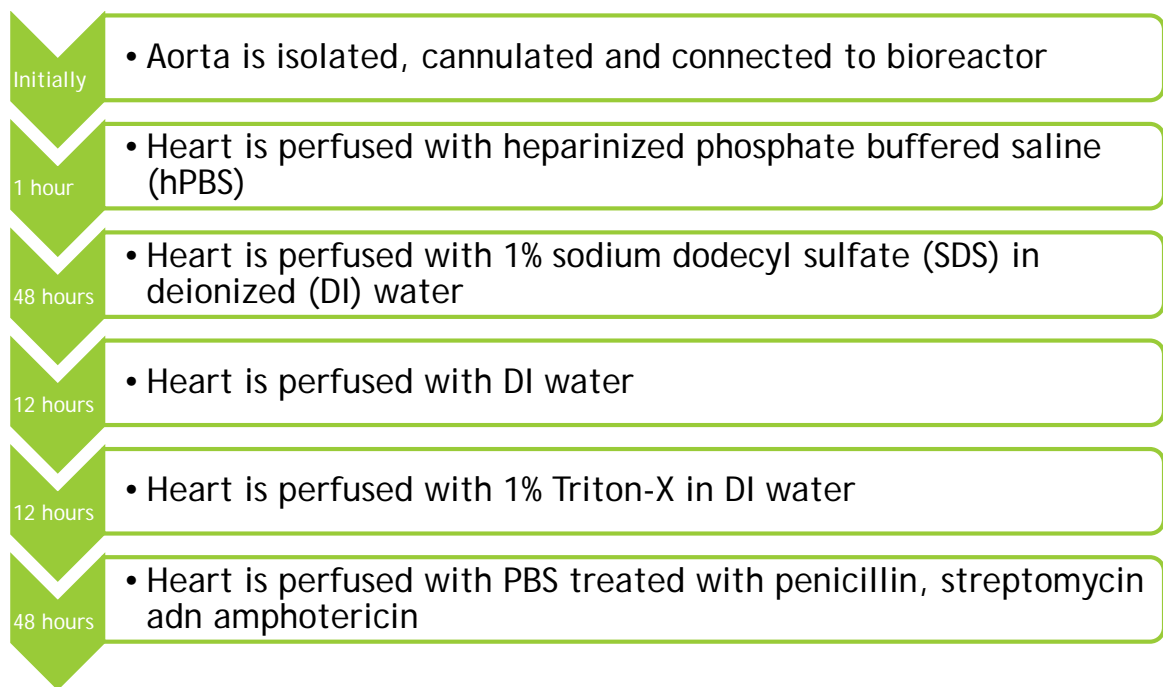 Initially
• Aorta is isolated, cannulated and connected to bioreactor
1 hour
• Heart is perfused with heparinized phosphate buffered saline
(hPBS)
48 hours
• Heart is perfused with 1% sodium dodecyl sulfate (SDS) in
deionized (DI) water
12 hours
• Heart is perfused with DI water
12 hours
• Heart is perfused with 1% Triton-X in DI water
48 hours
• Heart is perfused with PBS treated with penicillin, streptomycin
adn amphotericin